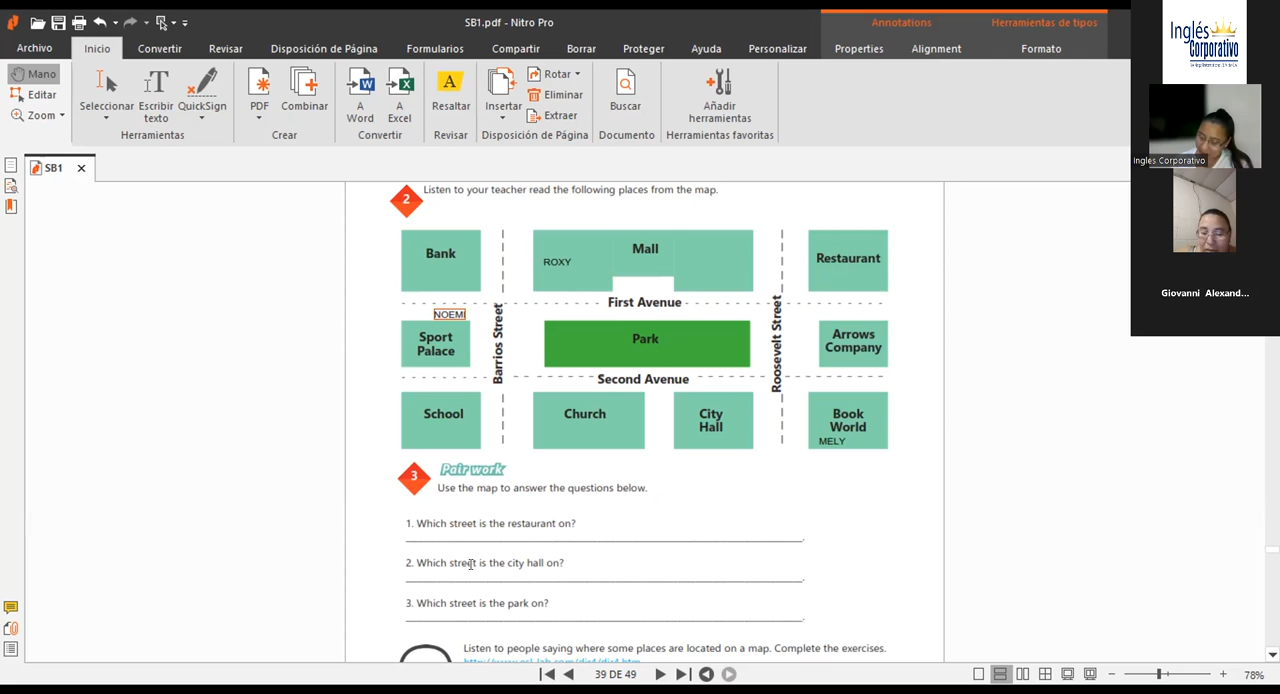 SB1.pdf - Nitro Pro
Annotations
Herramientas de tipos
Archivo
Inicio
Convertir
Revisar
Disposición de Página
Formularios
Compartir
Borrar
Proteger
Ayuda
Personalizar
Properties
Alignment
Formato
Mano
Editar
Zoom
Seleccionar
Escribir
texto
QuickSign
Herramientas
PDF
Combinar
Crear
A
Word
A
Excel
Convertir
Resaltar
Revisar
Insertar
Rotar
Eliminar
Extraer
Disposición de Página
Buscar
Documento
Añadir
herramientas
Herramientas favoritas
Inglés
Corporativo
Ingles Corporativo
Giovanni Alexand...
SB1
2
Listen to your teacher read the following places from the map.
Bank
ROXY
Mall
Restaurant
First Avenue
NOEMI
Sport
Palace
Barrios Street
Park
Roosevelt Street
Arrows
Company
Second Avenue
School
Church
City
Hall
Book
World
MELY
3
Pair work
Use the map to answer the questions below.
1. Which street is the restaurant on?
2. Which street is the city hall on?
3. Which street is the park on?
Listen to people saying where some places are located on a map. Complete the exercises.
39 DE 49
78%